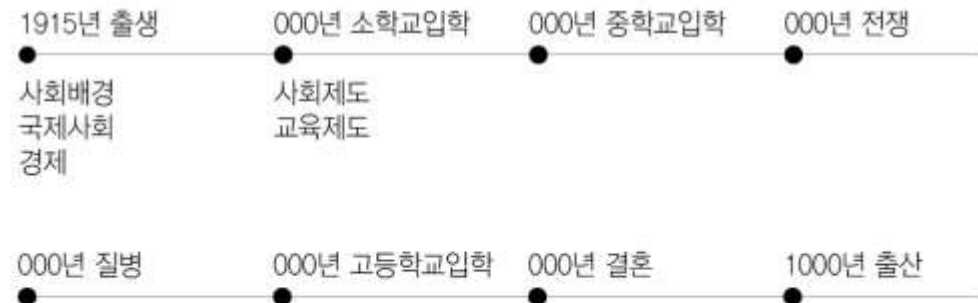 1915년 출생 000년 소학교입학 000년 중학교입학 000년 전쟁
사회배경 사회제도
국제사회 교육제도
경제
000년 질병 000년 고등학교입학 000년 결혼 1000년 출산